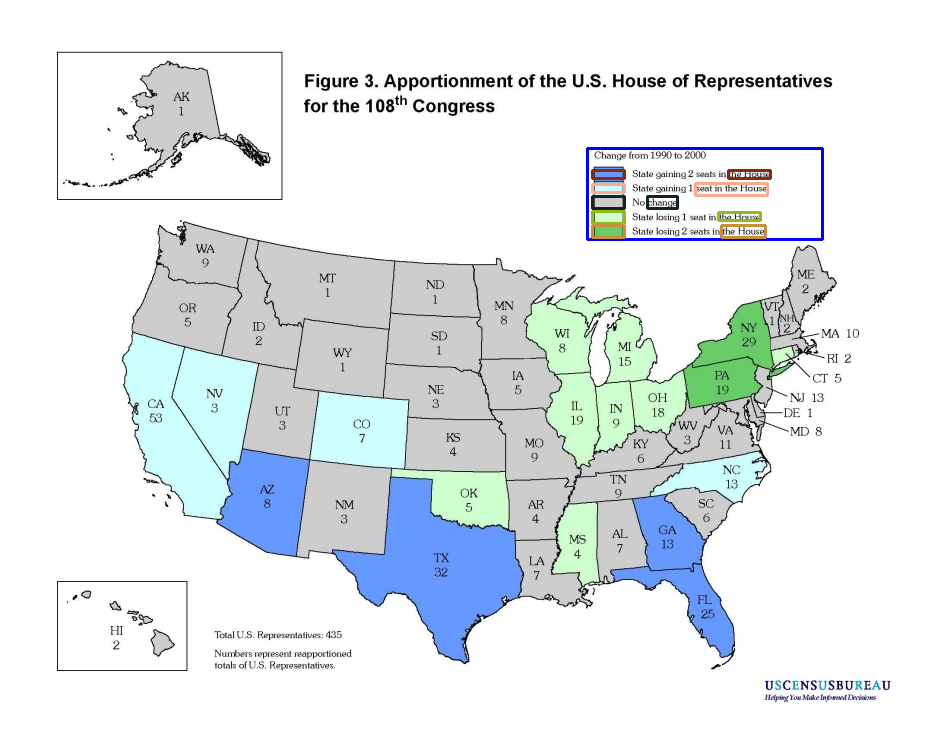 Figure 3. Apportionment of the U.S. House of Representatives
for the 108th Congress
Change from 1990 to 2000
State gaining 2 seats in the House
State gaining 1 seat in the House
No change
State losing 1 seat in the House
State losing 2 seats in the House
AK
1
WA
9
OR
5
CA
53
NV
3
ID
2
MT
1
WY
1
UT
3
AZ
8
CO
7
NM
3
ND
1
SD
1
NE
3
KS
4
OK
5
TX
32
MN
8
IA
5
MO
9
AR
4
LA
7
WI
8
IL
19
MI
15
IN
9
OH
18
KY
6
TN
9
MS
4
AL
7
GA
13
FL
25
SC
6
NC
13
VA
11
WV
3
PA
19
NY
29
VT
1
NH
2
ME
2
MA 10
RI 2
CT 5
NJ 13
DE 1
MD 8
HI
2
Total U.S. Representatives: 435
Numbers represent reapportioned
totals of U.S. Representatives.
USCENSUSBUREAU
Helping You Make Informed Decisions